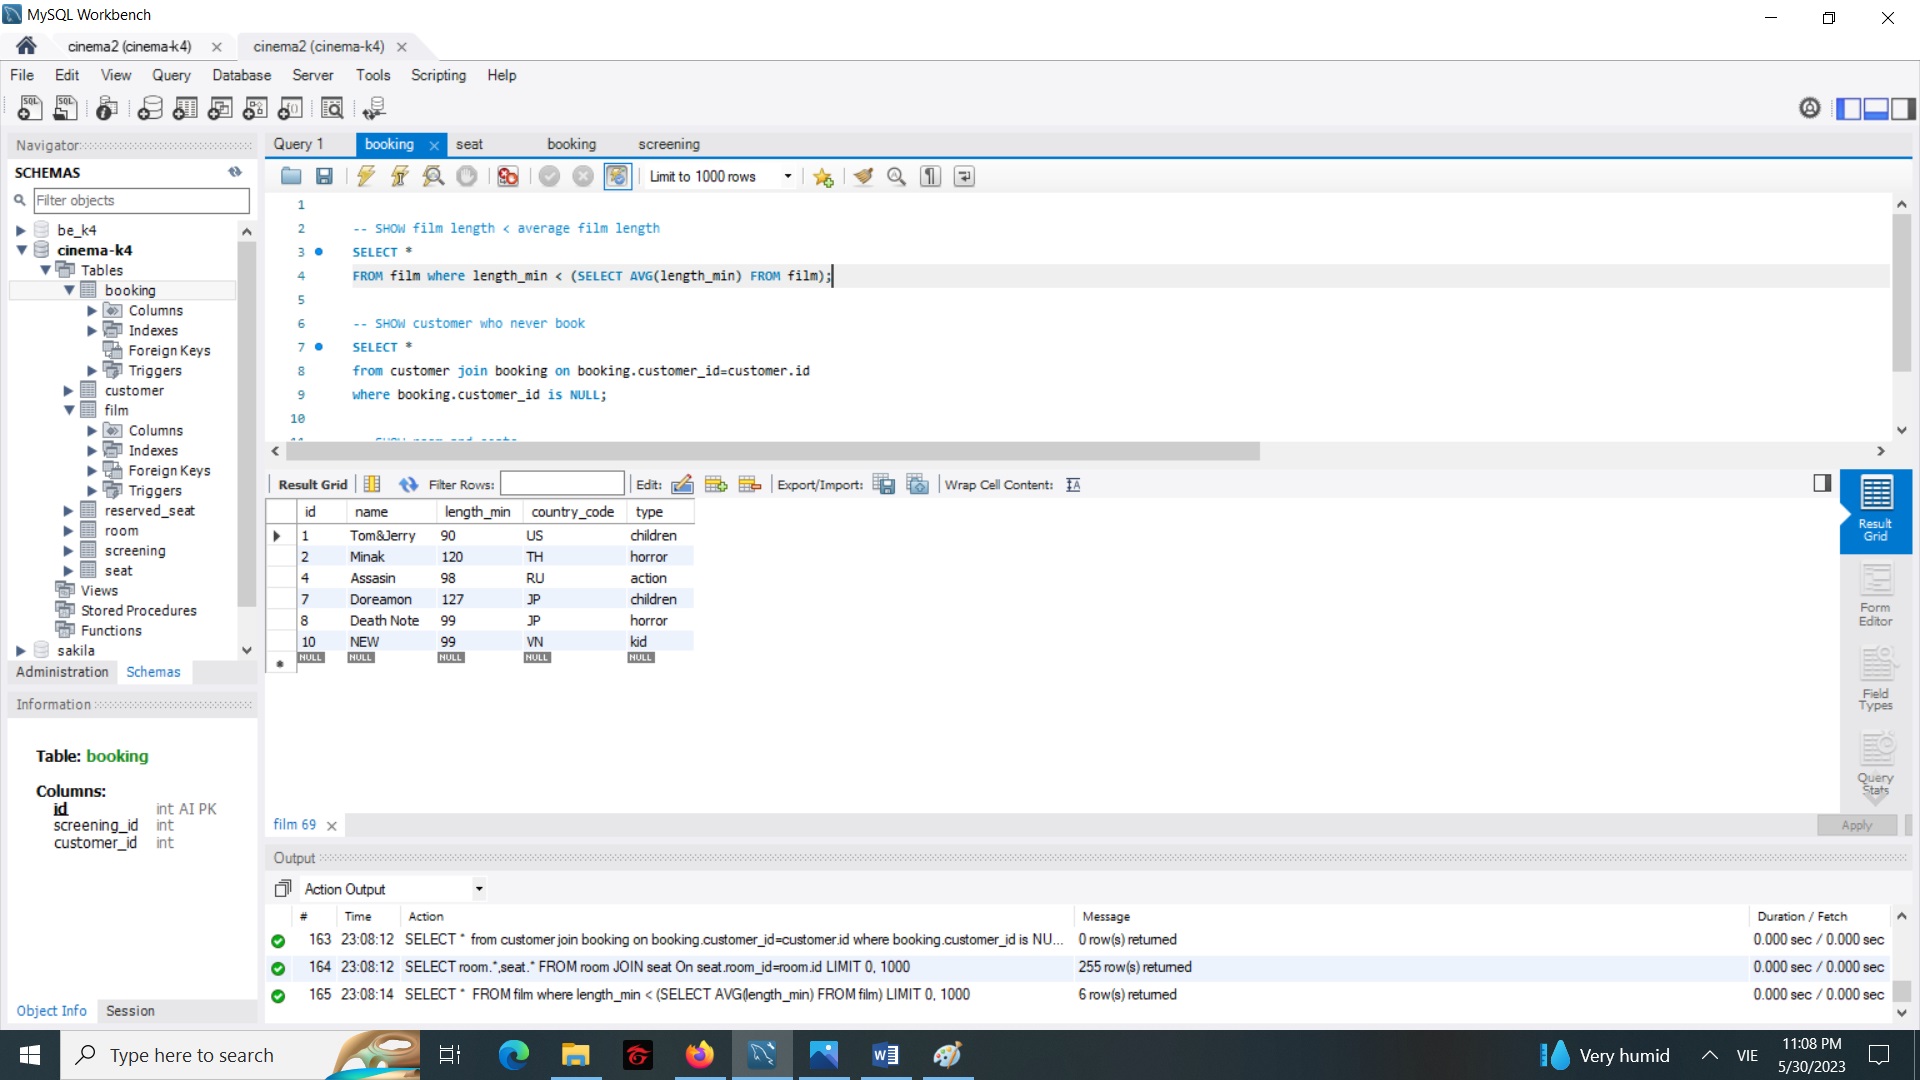 MySQL Workbench
cinema2 (cinema-k4)
cinema2 (cinema-k4)
File Edit View Query Database Server Tools Scripting Help
Navigator
SCHEMAS
Filter objects
be_k4
cinema-k4
Tables
booking
Columns
Indexes
Foreign Keys
Triggers
customer
film
Columns
Indexes
Foreign Keys
Triggers
reserved_seat
room
screening
seat
Views
Stored Procedures
Functions
sakila
Administration Schemas
Information
Table: booking
Columns:
id int AI PK
screening_id int
customer_id int
Object Info Session
Query 1 booking seat booking screening
Limit to 1000 rows
1
2 -- SHOW film length < average film length
3 SELECT *
4 FROM film where length_min < (SELECT AVG(length_min) FROM film);
5
6 -- SHOW customer who never book
7 SELECT *
8 from customer join booking on booking.customer_id=customer.id
9 where booking.customer_id is NULL;
10
Result Grid Filter Rows: Edit: Export/Import: Wrap Cell Content:
id name length_min country_code type
1 Tom&Jerry 90 US children
2 Minak 120 TH horror
4 Assasin 98 RU action
7 Doreamon 127 JP children
8 Death Note 99 JP horror
10 NEW 99 VN kid
NULL NULL NULL NULL NULL
Result Grid
Form Editor
Field Types
Query Stats
film 69
Apply
Output
Action Output
# Time Action Message Duration / Fetch
163 23:08:12 SELECT * from customer join booking on booking.customer_id=customer.id where booking.customer_id is NU... 0 row(s) returned 0.000 sec / 0.000 sec
164 23:08:12 SELECT room.*,seat.* FROM room JOIN seat On seat.room_id=room.id LIMIT 0, 1000 255 row(s) returned 0.000 sec / 0.000 sec
165 23:08:14 SELECT * FROM film where length_min < (SELECT AVG(length_min) FROM film) LIMIT 0, 1000 6 row(s) returned 0.000 sec / 0.000 sec
Type here to search
Very humid
VIE
11:08 PM
5/30/2023